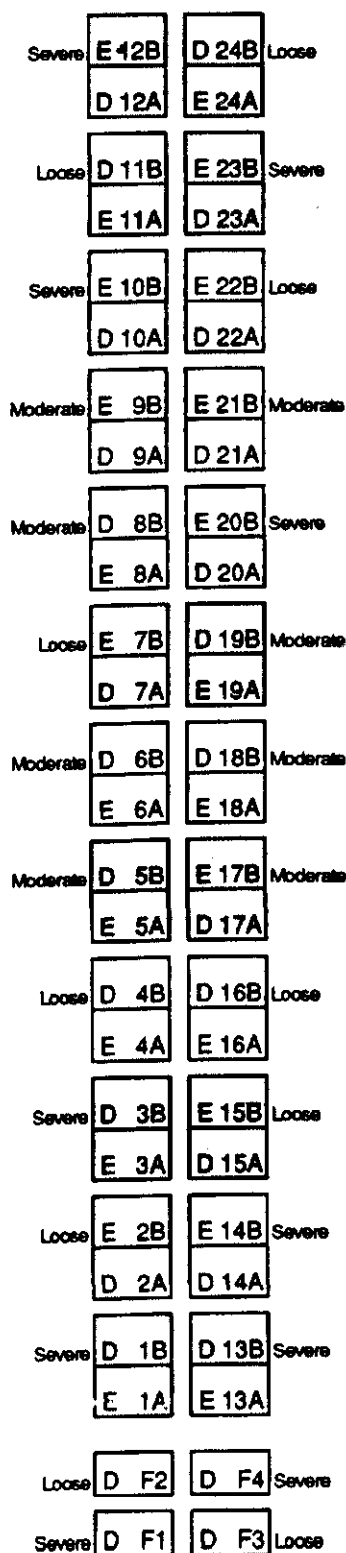 Severe E 12B D 24B Loose
D 12A E 24A
Loose D 11B E 23B Severe
E 11A D 23A
Severe E 10B E 22B Loose
D 10A D 22A
Moderate E 9B E 21B Moderate
D 9A D 21A
Moderate D 8B E 20B Severe
E 8A D 20A
Loose E 7B D 19B Moderate
D 7A E 19A
Moderate D 6B D 18B Moderate
E 6A E 18A
Moderate D 5B E 17B Moderate
E 5A D 17A
Loose D 4B D 16B Loose
E 4A E 16A
Severe D 3B E 15B Loose
E 3A D 15A
Loose E 2B E 14B Severe
D 2A D 14A
Severe D 1B D 13B Severe
E 1A E 13A
Loose D F2 D F4 Severe
Severe D F1 D F3 Loose